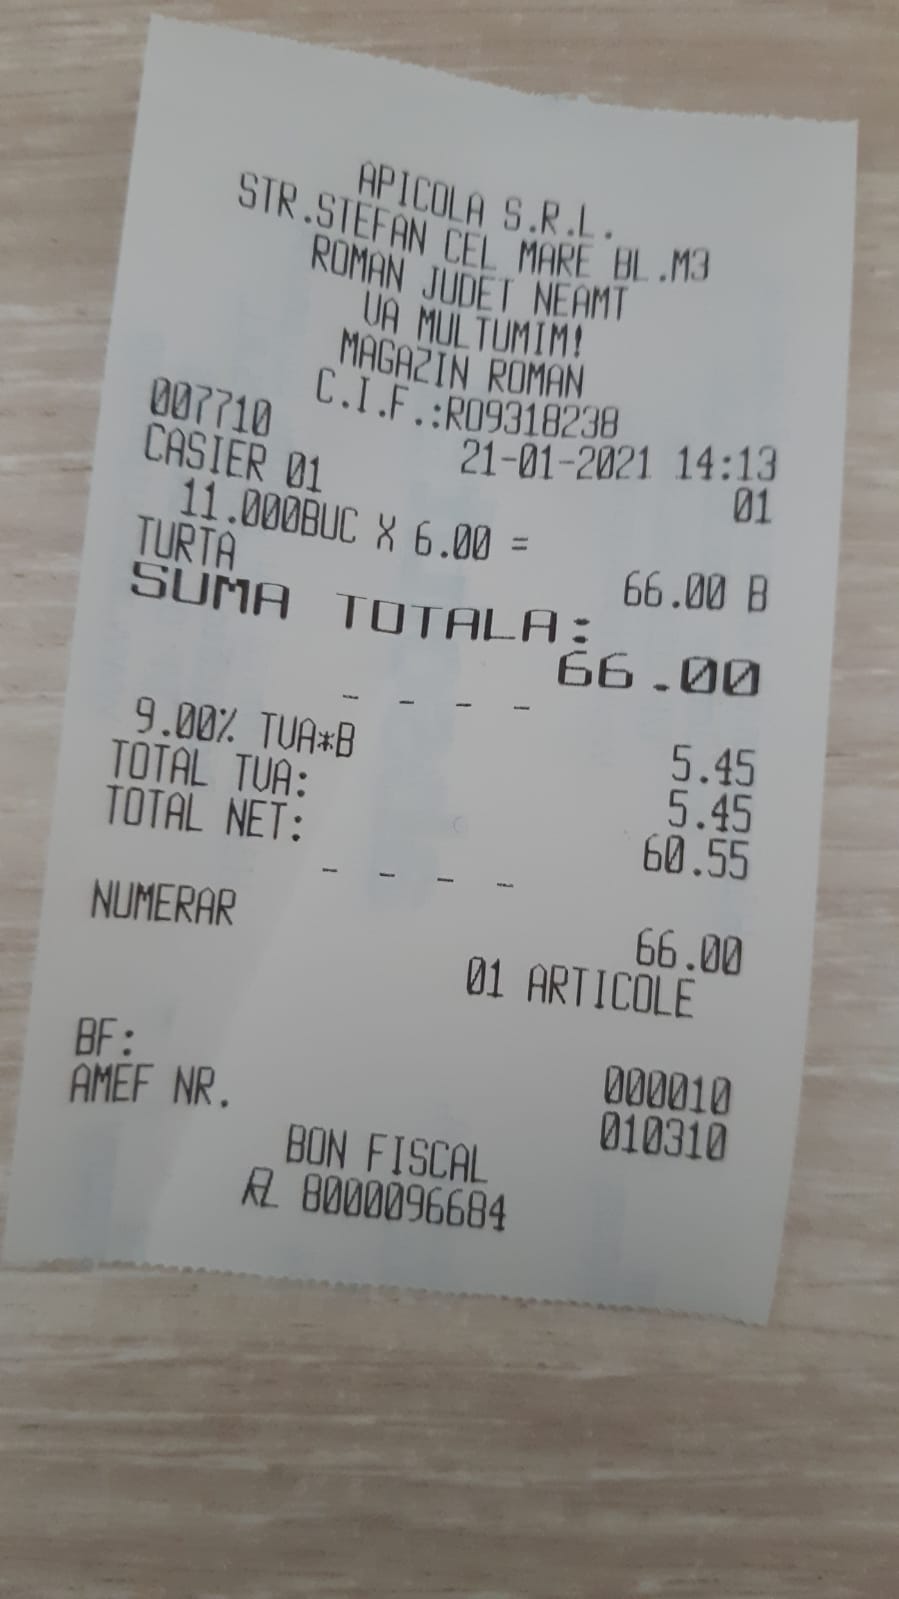 APICOLA S.R.L.
STR.STEFAN CEL MARE BL.M3
ROMAN JUDET NEAMT
VA MULTUMIM!
MAGAZIN ROMAN
C.I.F.:RO9318238
007710 21-01-2021 14:13
CASIER 01 01
11.000BUC X 6.00 =
TURTA 66.00 B
SUMA TOTALA:
66.00
- - - -
9.00% TVA*B 5.45
TOTAL TVA: 5.45
TOTAL NET: 60.55
- - - -
NUMERAR 66.00
01 ARTICOLE
BF: 000010
AMEF NR. 010310
BON FISCAL
8000096684